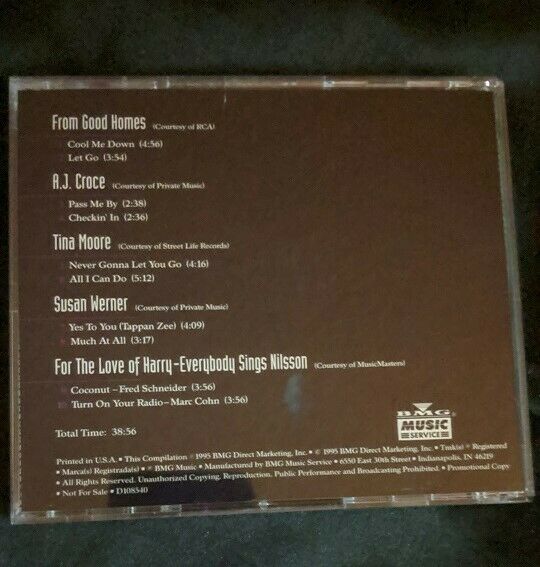 From Good Homes (Courtesy of RCA)
Cool Me Down (4:56)
Let Go (3:54)
A.J. Croce (Courtesy of Private Music)
Pass Me By (2:38)
Checkin' In (2:36)
Tina Moore (Courtesy of Street Life Records)
Never Gonna Let You Go (4:16)
All I Can Do (5:12)
Susan Werner (Courtesy of Private Music)
Yes To You (Tappan Zee) (4:09)
Much At All (3:17)
For The Love of Harry–Everybody Sings Nilsson (Courtesy of MusicMasters)
Coconut – Fred Schneider (3:56)
Turn On Your Radio – Marc Cohn (3:56)
Total Time: 38:56
BMG
MUSIC
SERVICE
Printed in U.S.A. • This Compilation ℗1995 BMG Direct Marketing, Inc. • © 1995 BMG Direct Marketing, Inc. • Tmk(s) ® Registered
• Marca(s) Registrada(s) • ® BMG Music • Manufactured by BMG Music Service • 6550 East 30th Street • Indianapolis, IN 46219
• All Rights Reserved. Unauthorized Copying, Reproduction, Public Performance and Broadcasting Prohibited. • Promotional Copy
• Not For Sale • D108540